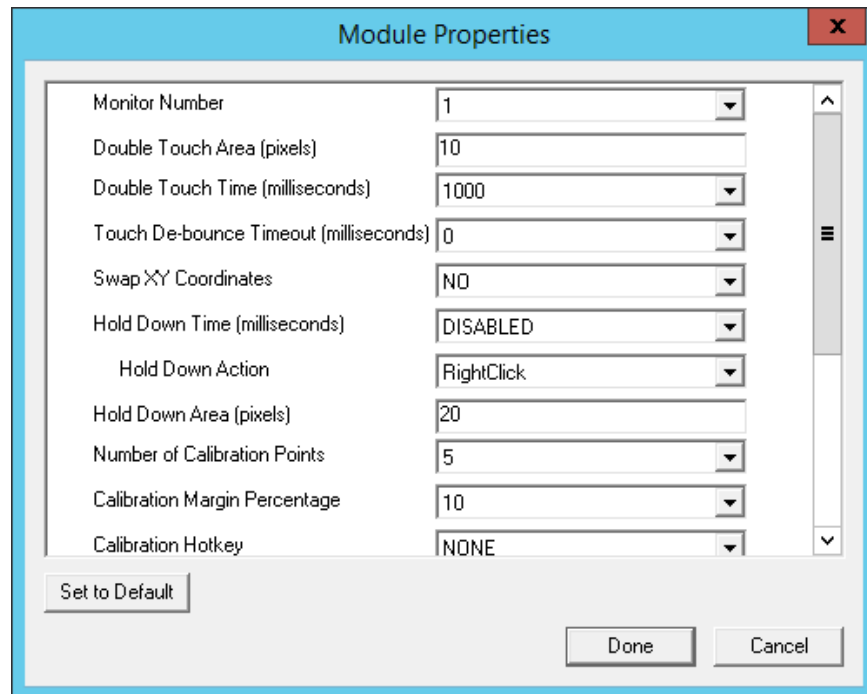 Module Properties
x
Monitor Number 1
Double Touch Area (pixels) 10
Double Touch Time (milliseconds) 1000
Touch De-bounce Timeout (milliseconds) 0
Swap XY Coordinates NO
Hold Down Time (milliseconds) DISABLED
Hold Down Action RightClick
Hold Down Area (pixels) 20
Number of Calibration Points 5
Calibration Margin Percentage 10
Calibration Hotkey NONE
Set to Default
Done Cancel